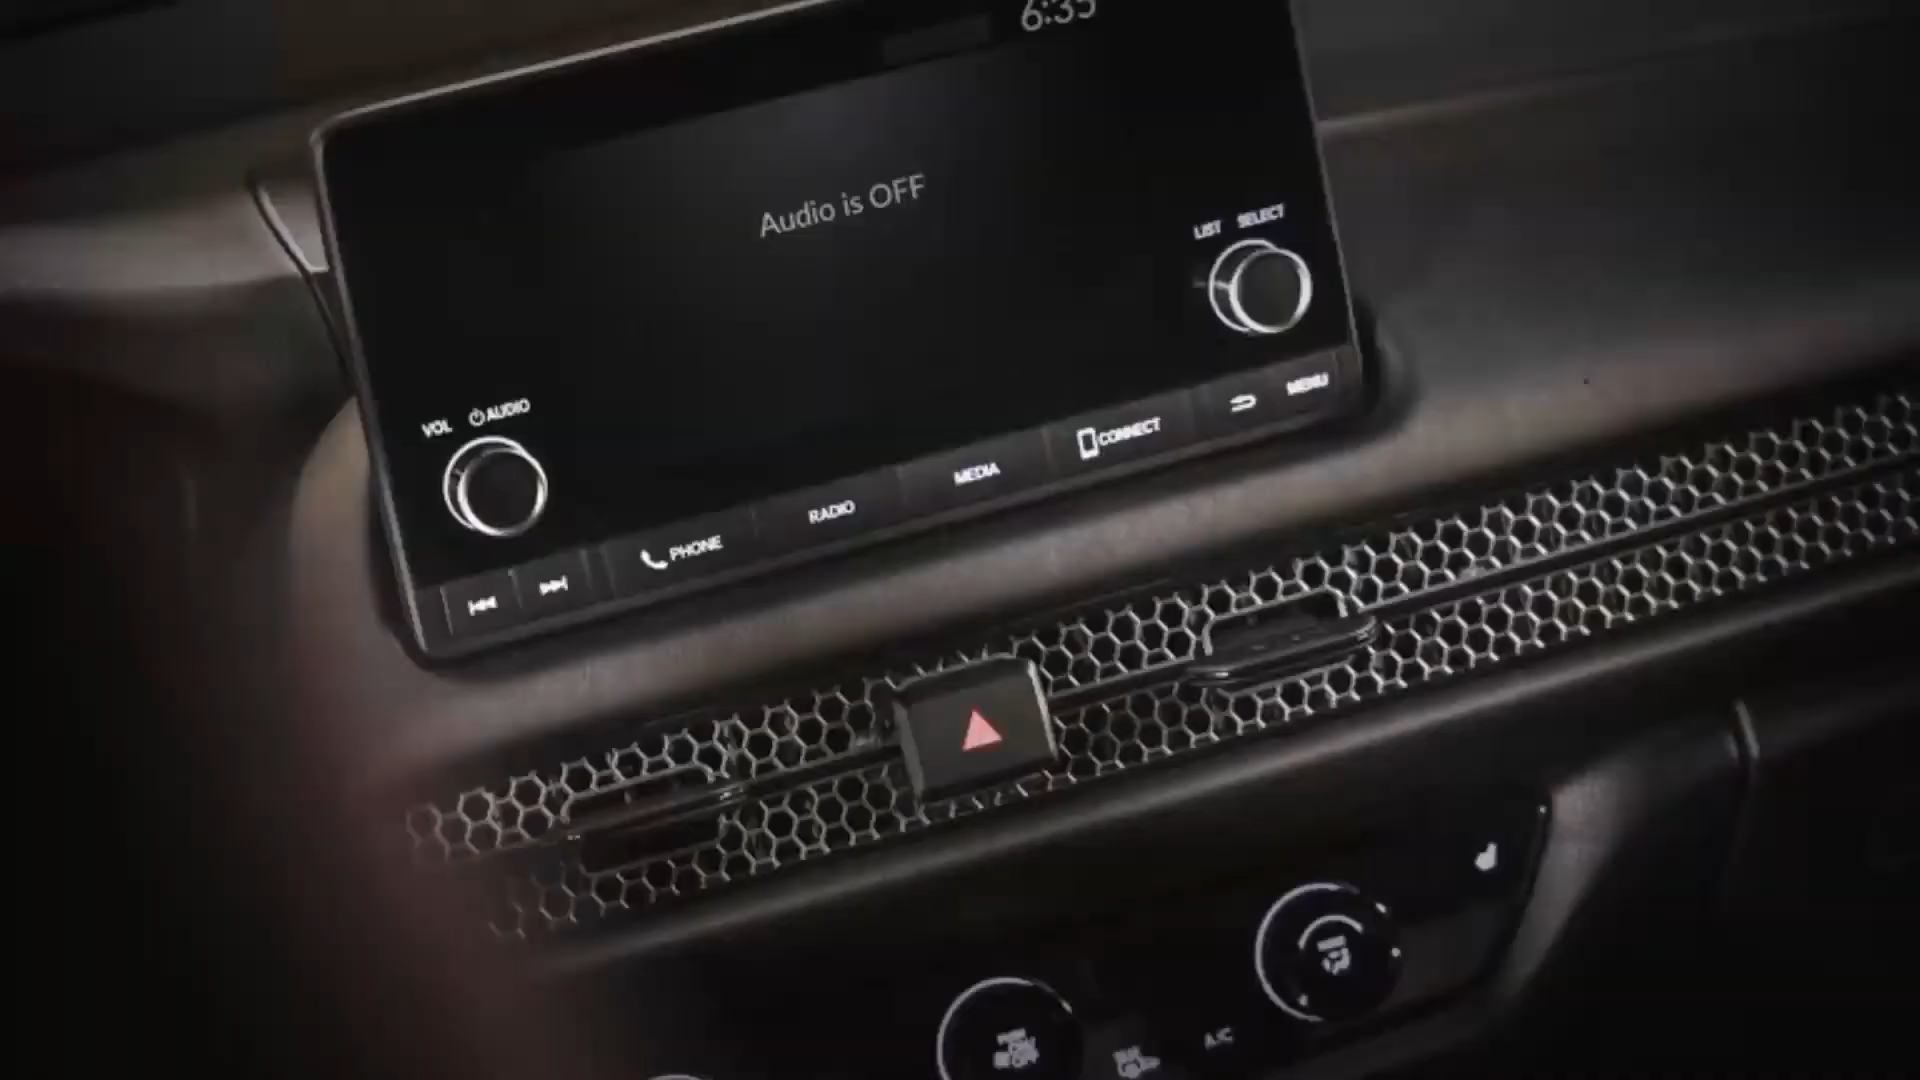 6:35
Audio is OFF
LIST SELECT
VOL AUDIO
PHONE
RADIO
MEDIA
CONNECT
MENU
A/C